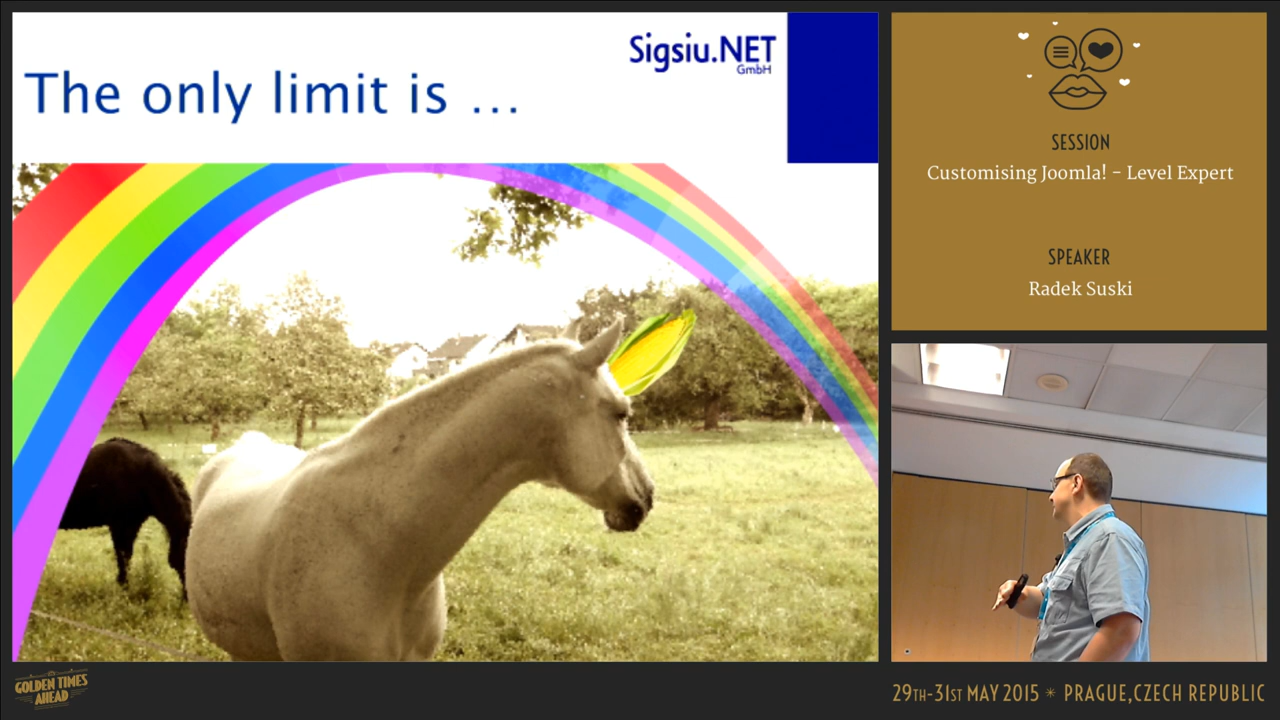 The only limit is ...
Sigsiu.NET
GmbH
SESSION
Customising Joomla! - Level Expert
SPEAKER
Radek Suski
GOLDEN TIMES
AHEAD
29TH-31ST MAY 2015 * PRAGUE,CZECH REPUBLIC